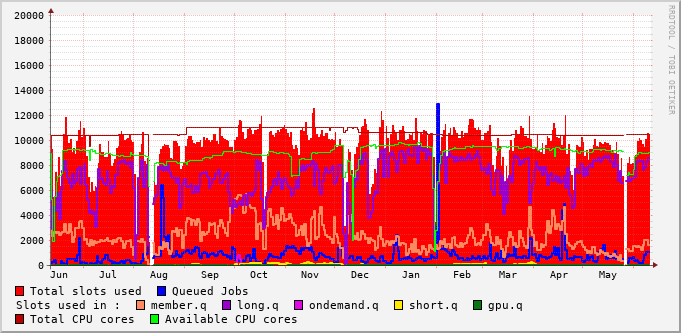 20000
18000
16000
14000
12000
10000
8000
6000
4000
2000
0
Jun Jul Aug Sep Oct Nov Dec Jan Feb Mar Apr May
Total slots used Queued Jobs
Slots used in : member.q long.q ondemand.q short.q gpu.q
Total CPU cores Available CPU cores
RRDTOOL / TOBI OETIKER